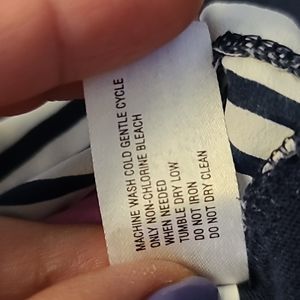 MACHINE WASH COLD GENTLE CYCLE
ONLY NON-CHLORINE BLEACH
WHEN NEEDED
TUMBLE DRY LOW
DO NOT IRON
DO NOT DRY CLEAN